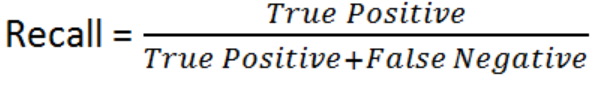 True Positive
Recall =
True Positive+False Negative